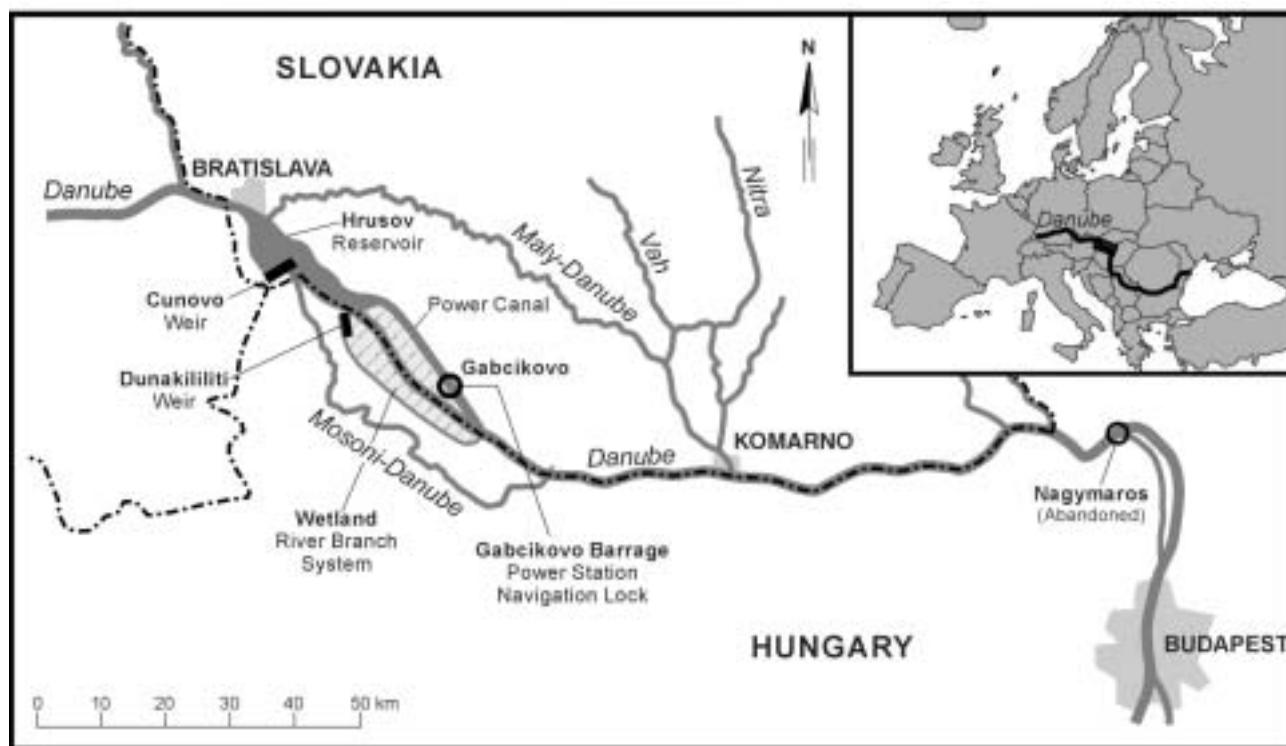 SLOVAKIA
N
BRATISLAVA
Danube
Hrusov
Reservoir
Maly-Danube
Vah
Nitra
Danube
Cunovo
Weir
Power Canal
Dunakililiti
Weir
Gabcikovo
Mosoni-Danube
Danube
KOMARNO
Wetland
River Branch
System
Gabcikovo Barrage
Power Station
Navigation Lock
Nagymaros
(Abandoned)
HUNGARY
BUDAPEST
0 10 20 30 40 50 km